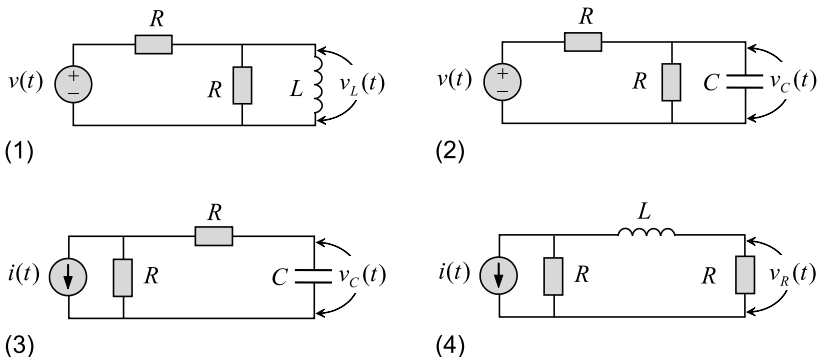 R
v(t) + − R L v_L(t)
(1)
R
v(t) + − R C v_C(t)
(2)
R
i(t) R C v_C(t)
(3)
L
i(t) R R v_R(t)
(4)